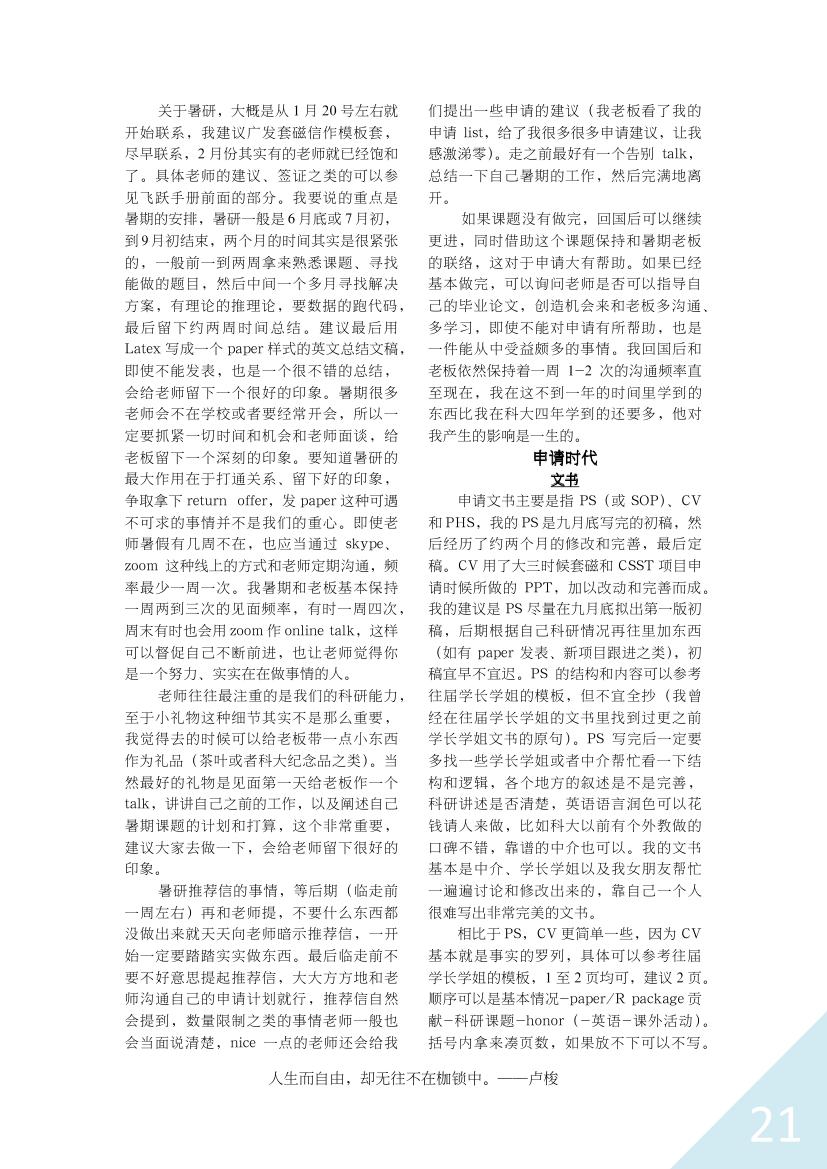 关于暑研，大概是从 1 月 20 号左右就
开始联系，我建议广发套磁信作模板套，
尽早联系，2 月份其实有的老师就已经饱和
了。具体老师的建议、签证之类的可以参
见飞跃手册前面的部分。我要说的重点是
暑期的安排，暑研一般是 6 月底或 7 月初，
到 9 月初结束，两个月的时间其实是很紧张
的，一般前一到两周拿来熟悉课题、寻找
能做的题目，然后中间一个多月寻找解决
方案，有理论的推理论，要数据的跑代码，
最后留下约两周时间总结。建议最后用
Latex 写成一个 paper 样式的英文总结文稿，
即使不能发表，也是一个很不错的总结，
会给老师留下一个很好的印象。暑期很多
老师会不在学校或者要经常开会，所以一
定要抓紧一切时间和机会和老师面谈，给
老板留下一个深刻的印象。要知道暑研的
最大作用在于打通关系、留下好的印象，
争取拿下 return offer，发 paper 这种可遇
不可求的事情并不是我们的重心。即使老
师暑假有几周不在，也应当通过 skype、
zoom 这种线上的方式和老师定期沟通，频
率最少一周一次。我暑期和老板基本保持
一周两到三次的见面频率，有时一周四次，
周末有时也会用 zoom 作 online talk，这样
可以督促自己不断前进，也让老师觉得你
是一个努力、实实在在做事情的人。
老师往往最注重的是我们的科研能力，
至于小礼物这种细节其实不是那么重要，
我觉得去的时候可以给老板带一点小东西
作为礼品（茶叶或者科大纪念品之类）。当
然最好的礼物是见面第一天给老板作一个
talk，讲讲自己之前的工作，以及阐述自己
暑期课题的计划和打算，这个非常重要，
建议大家去做一下，会给老师留下很好的
印象。
暑研推荐信的事情，等后期（临走前
一周左右）再和老师提，不要什么东西都
没做出来就天天向老师暗示推荐信，一开
始一定要踏踏实实做东西。最后临走前不
要不好意思提起推荐信，大大方方地和老
师沟通自己的申请计划就行，推荐信自然
会提到，数量限制之类的事情老师一般也
会当面说清楚，nice 一点的老师还会给我
们提出一些申请的建议（我老板看了我的
申请 list，给了我很多很多申请建议，让我
感激涕零）。走之前最好有一个告别 talk，
总结一下自己暑期的工作，然后完满地离
开。
如果课题没有做完，回国后可以继续
更进，同时借助这个课题保持和暑期老板
的联络，这对于申请大有帮助。如果已经
基本做完，可以询问老师是否可以指导自
己的毕业论文，创造机会来和老板多沟通、
多学习，即使不能对申请有所帮助，也是
一件能从中受益颇多的事情。我回国后和
老板依然保持着一周 1-2 次的沟通频率直
至现在，我在这不到一年的时间里学到的
东西比我在科大四年学到的还要多，他对
我产生的影响是一生的。
申请时代
文书
申请文书主要是指 PS（或 SOP）、CV
和 PHS，我的 PS 是九月底写完的初稿，然
后经历了约两个月的修改和完善，最后定
稿。CV 用了大三时候套磁和 CSST 项目申
请时候所做的 PPT，加以改动和完善而成。
我的建议是 PS 尽量在九月底拟出第一版初
稿，后期根据自己科研情况再往里加东西
（如有 paper 发表、新项目跟进之类），初
稿宜早不宜迟。PS 的结构和内容可以参考
往届学长学姐的模板，但不宜全抄（我曾
经在往届学长学姐的文书里找到过更之前
学长学姐文书的原句）。PS 写完后一定要
多找一些学长学姐或者中介帮忙看一下结
构和逻辑，各个地方的叙述是不是完善，
科研讲述是否清楚，英语语言润色可以花
钱请人来做，比如科大以前有个外教做的
口碑不错，靠谱的中介也可以。我的文书
基本是中介、学长学姐以及我女朋友帮忙
一遍遍讨论和修改出来的，靠自己一个人
很难写出非常完美的文书。
相比于 PS，CV 更简单一些，因为 CV
基本就是事实的罗列，具体可以参考往届
学长学姐的模板，1 至 2 页均可，建议 2 页。
顺序可以是基本情况-paper/R package 贡
献-科研课题-honor（-英语-课外活动）。
括号内拿来凑页数，如果放不下可以不写。
人生而自由，却无往不在枷锁中。——卢梭
21